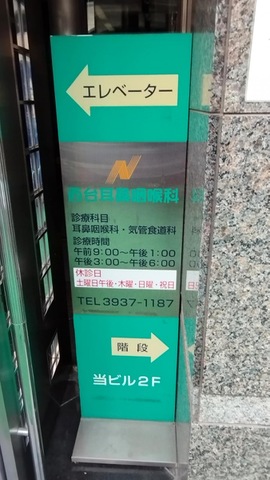 エレベーター
台耳鼻咽喉科
診療科目
耳鼻咽喉科・気管食道科
診療時間
午前9:00〜午後1:00
午後3:00〜午後6:00
休診日
土曜日午後・木曜・日曜・祝日
TEL3937-1187
階段
当ビル2F